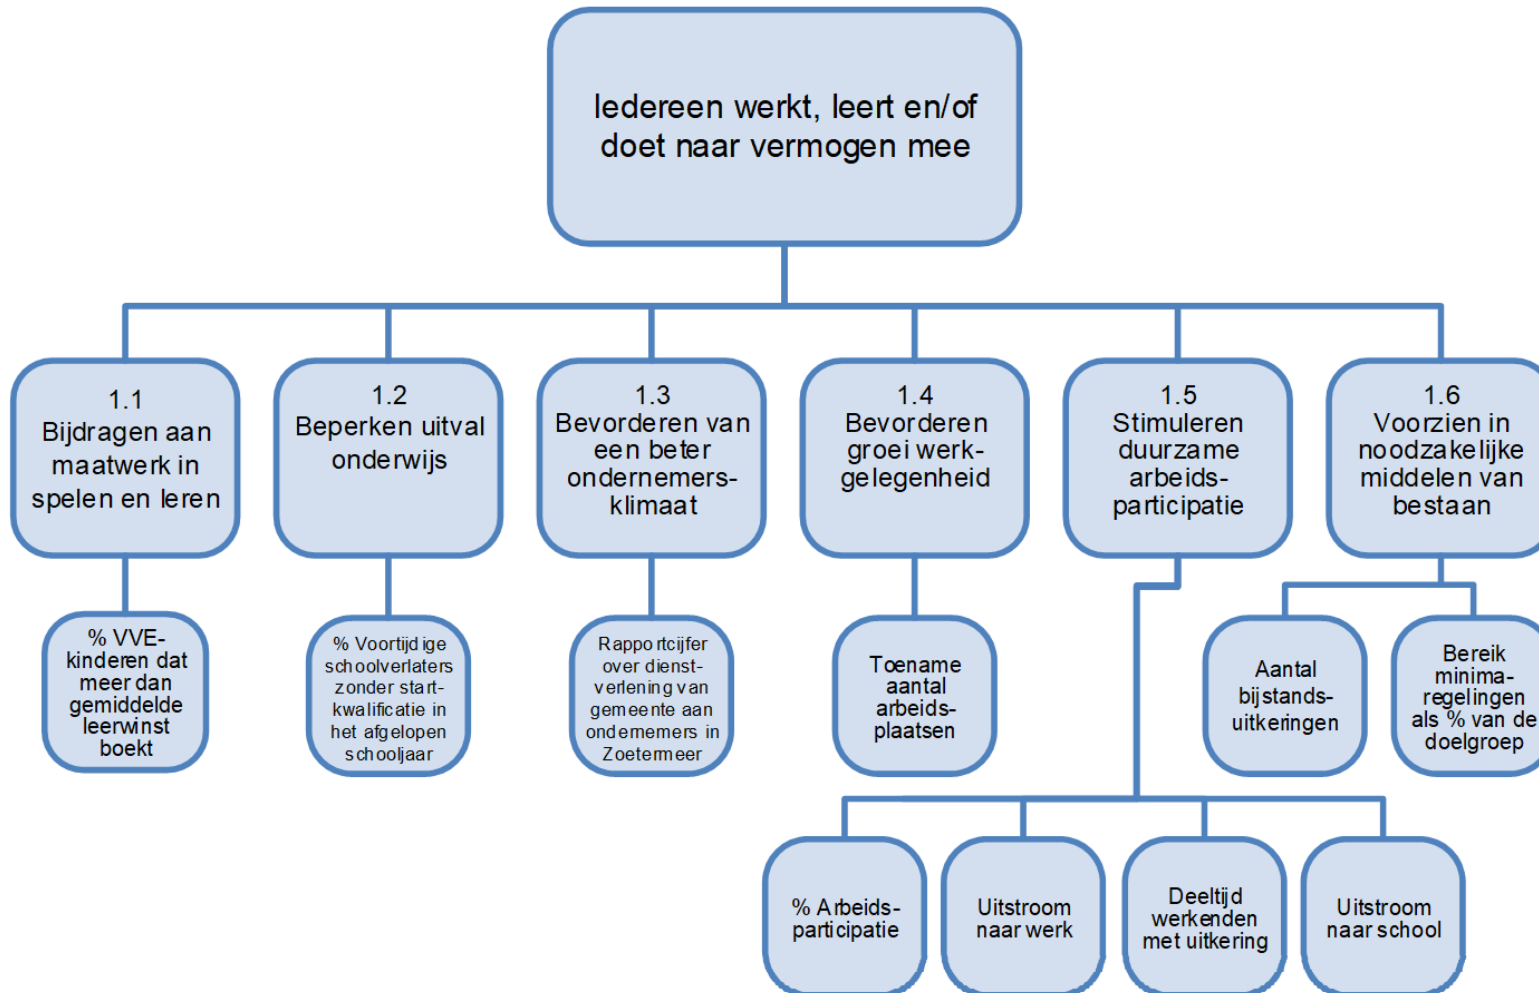 Iedereen werkt, leert en/of
doet naar vermogen mee
1.1
Bijdragen aan
maatwerk in
spelen en leren
1.2
Beperken uitval
onderwijs
1.3
Bevorderen van
een beter
ondernemers-
klimaat
1.4
Bevorderen
groei werk-
gelegenheid
1.5
Stimuleren
duurzame
arbeids-
participatie
1.6
Voorzien in
noodzakelijke
middelen van
bestaan
% VVE-
kinderen dat
meer dan
gemiddelde
leerwinst
boekt
% Voortijdige
schoolverlaters
zonder start-
kwalificatie in
het afgelopen
schooljaar
Rapportcijfer
over dienst-
verlening van
gemeente aan
ondernemers in
Zoetermeer
Toename
aantal
arbeids-
plaatsen
Aantal
bijstands-
uitkeringen
Bereik
minima-
regelingen
als % van de
doelgroep
% Arbeids-
participatie
Uitstroom
naar werk
Deeltijd
werkenden
met uitkering
Uitstroom
naar school